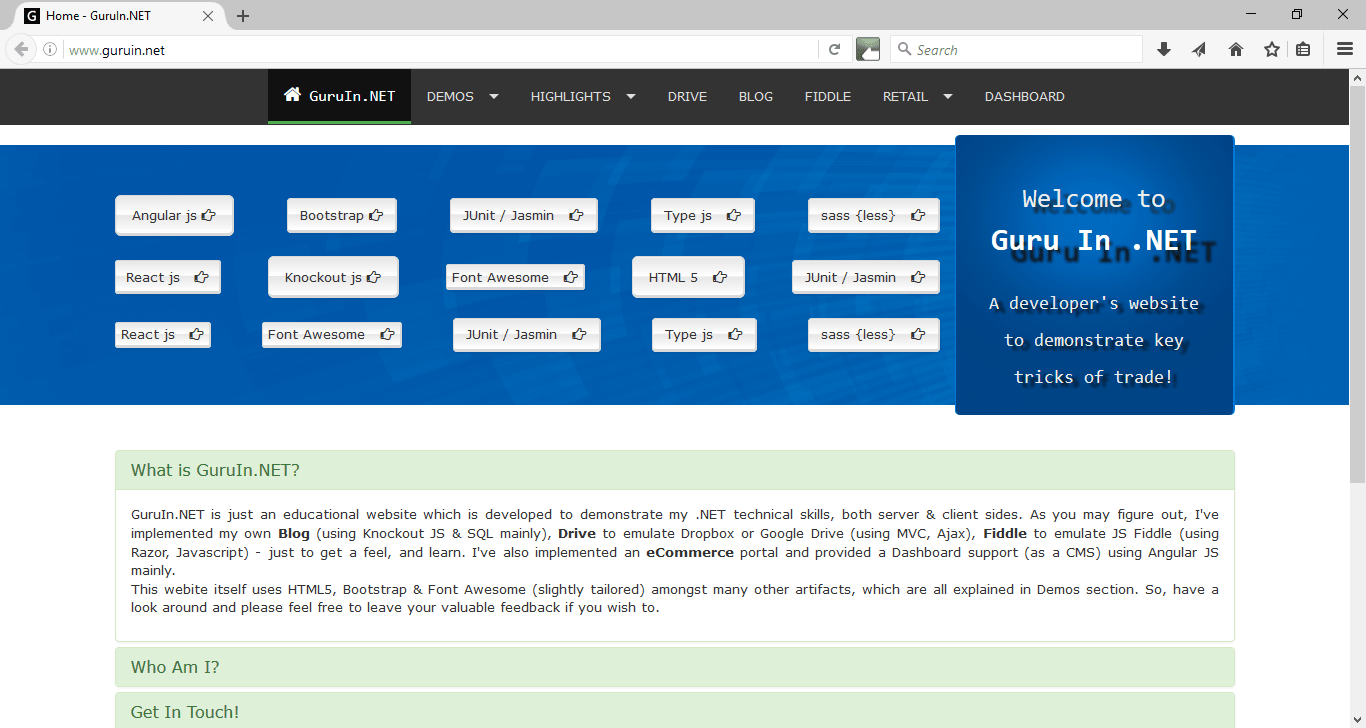 Home - GuruIn.NET
www.guruin.net
Search
GuruIn.NET DEMOS HIGHLIGHTS DRIVE BLOG FIDDLE RETAIL DASHBOARD
Angular js Bootstrap JUnit / Jasmin Type js sass {less}
React js Knockout js Font Awesome HTML 5 JUnit / Jasmin
React js Font Awesome JUnit / Jasmin Type js sass {less}
Welcome to
Guru In .NET
A developer's website
to demonstrate key
tricks of trade!
What is GuruIn.NET?
GuruIn.NET is just an educational website which is developed to demonstrate my .NET technical skills, both server & client sides. As you may figure out, I've
implemented my own Blog (using Knockout JS & SQL mainly), Drive to emulate Dropbox or Google Drive (using MVC, Ajax), Fiddle to emulate JS Fiddle (using
Razor, Javascript) - just to get a feel, and learn. I've also implemented an eCommerce portal and provided a Dashboard support (as a CMS) using Angular JS
mainly.
This webite itself uses HTML5, Bootstrap & Font Awesome (slightly tailored) amongst many other artifacts, which are all explained in Demos section. So, have a
look around and please feel free to leave your valuable feedback if you wish to.
Who Am I?
Get In Touch!